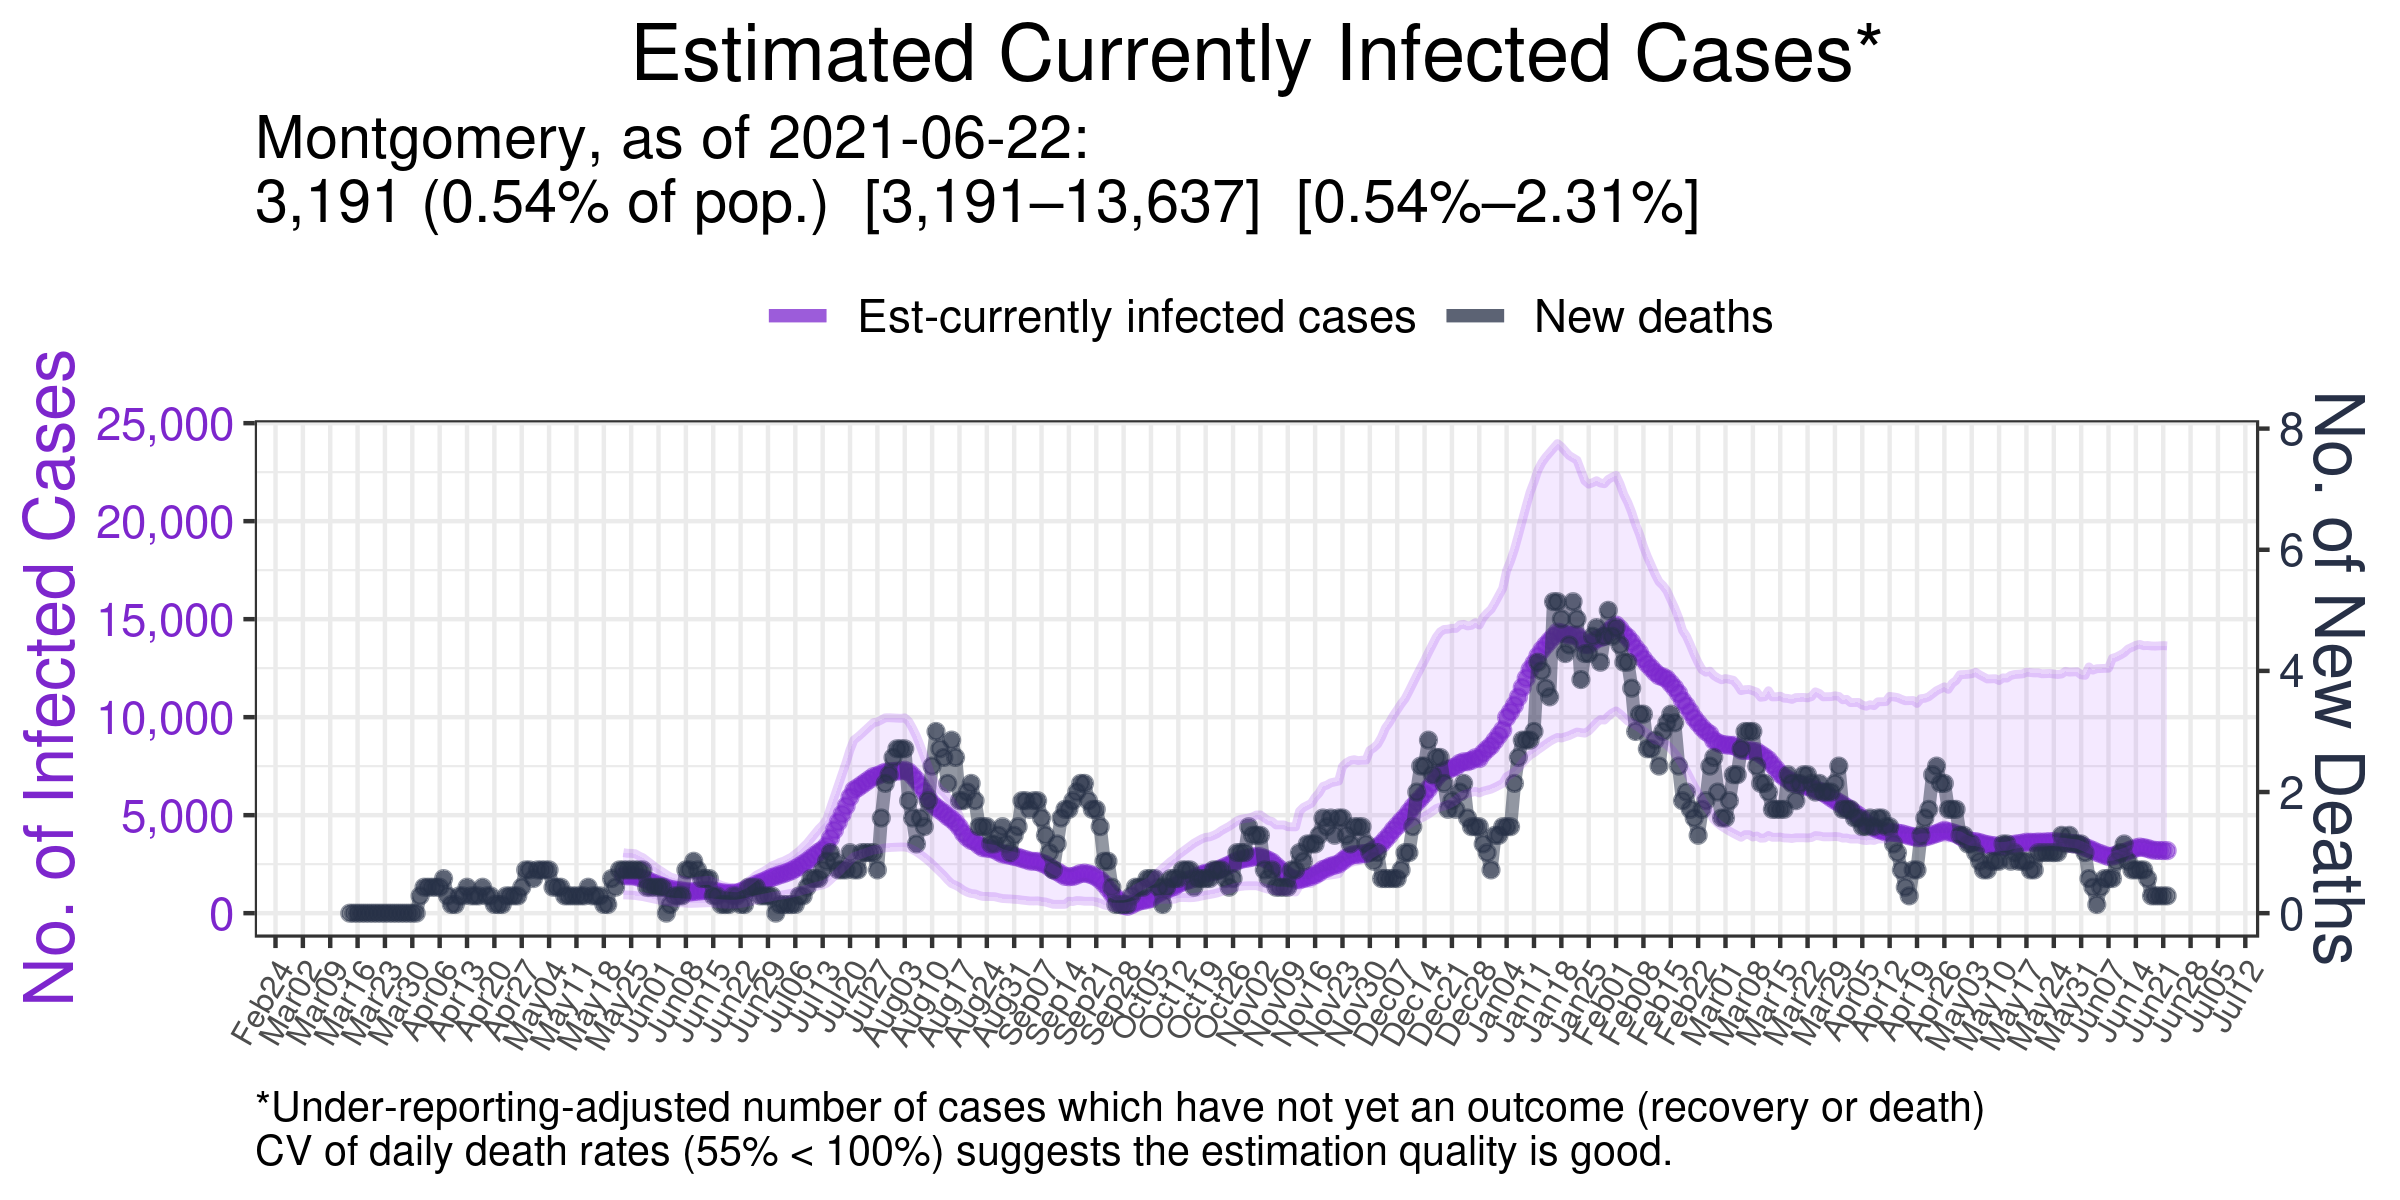 Estimated Currently Infected Cases*
Montgomery, as of 2021-06-22:
3,191 (0.54% of pop.)  [3,191–13,637]  [0.54%–2.31%]
Est-currently infected cases
New deaths
No. of Infected Cases
25,000
20,000
15,000
10,000
5,000
0
8
6
4
2
0
No. of New Deaths
Feb24
Mar02
Mar09
Mar16
Mar23
Mar30
Apr06
Apr13
Apr20
Apr27
May04
May11
May18
May25
Jun01
Jun08
Jun15
Jun22
Jun29
Jul06
Jul13
Jul20
Jul27
Aug03
Aug10
Aug17
Aug24
Aug31
Sep07
Sep14
Sep21
Sep28
Oct05
Oct12
Oct19
Oct26
Nov02
Nov09
Nov16
Nov23
Nov30
Dec07
Dec14
Dec21
Dec28
Jan04
Jan11
Jan18
Jan25
Feb01
Feb08
Feb15
Feb22
Mar01
Mar08
Mar15
Mar22
Mar29
Apr05
Apr12
Apr19
Apr26
May03
May10
May17
May24
May31
Jun07
Jun14
Jun21
Jun28
Jul05
Jul12
*Under-reporting-adjusted number of cases which have not yet an outcome (recovery or death)
CV of daily death rates (55% < 100%) suggests the estimation quality is good.